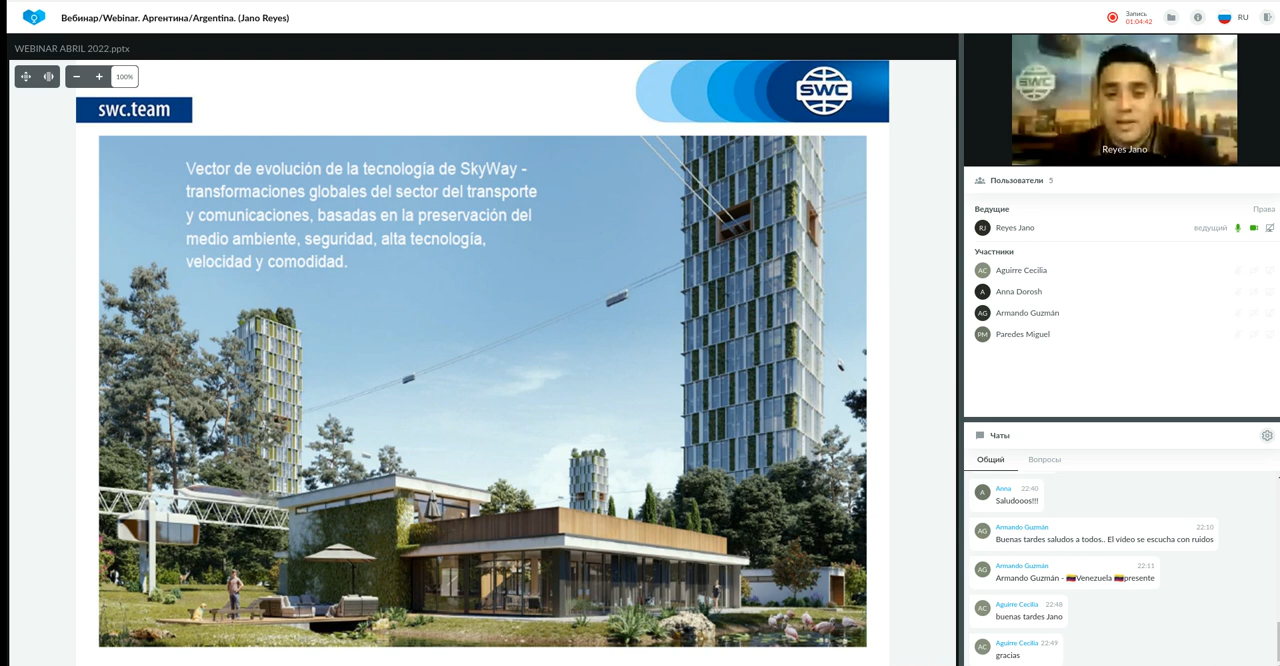 Вебинар/Webinar. Аргентина/Argentina. (Jano Reyes)
Запись
01:04:42
RU
WEBINAR ABRIL 2022.pptx
100%
swc.team
SWC
Vector de evolución de la tecnología de SkyWay -
transformaciones globales del sector del transporte
y comunicaciones, basadas en la preservación del
medio ambiente, seguridad, alta tecnología,
velocidad y comodidad.
SWC
Reyes Jano
Пользователи 5
Ведущие Права
RJ Reyes Jano ведущий
Участники
AC Aguirre Cecilia
A Anna Dorosh
AG Armando Guzmán
PM Paredes Miguel
Чаты
Общий Вопросы
A Anna 22:40
Saludooos!!!
AG Armando Guzmán 22:10
Buenas tardes saludos a todos.. El vídeo se escucha con ruidos
AG Armando Guzmán 22:11
Armando Guzmán - 🇻🇪Venezuela 🇻🇪presente
AC Aguirre Cecilia 22:48
buenas tardes Jano
AC Aguirre Cecilia 22:49
gracias